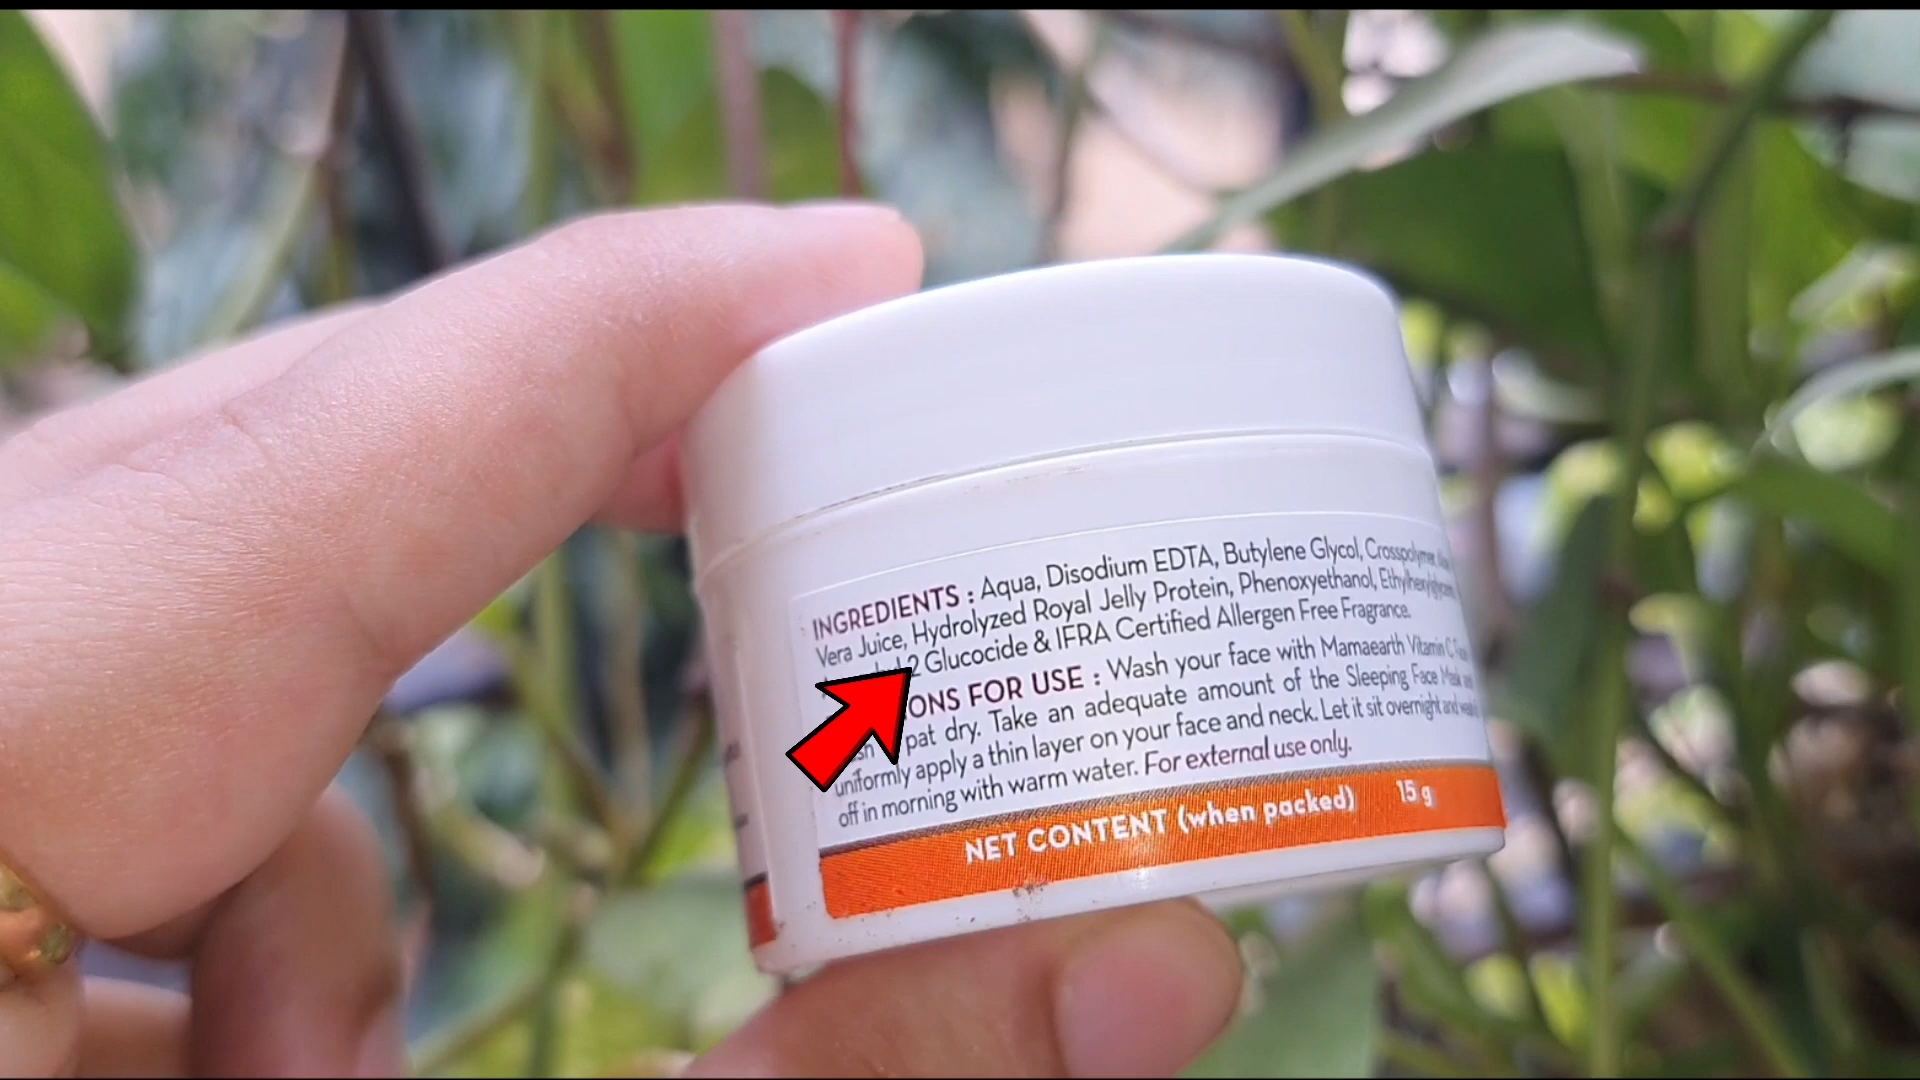 INGREDIENTS : Aqua, Disodium EDTA, Butylene Glycol, Crosspolymer,
Vera Juice, Hydrolyzed Royal Jelly Protein, Phenoxyethanol,
2 Glucocide & IFRA Certified Allergen Free Fragrance.
ONS FOR USE : Wash your face with Mamaearth Vitamin C
pat dry. Take an adequate amount of the Sleeping Face
uniformly apply a thin layer on your face and neck. Let it sit overnight and
off in morning with warm water. For external use only.
NET CONTENT (when packed) 15 g